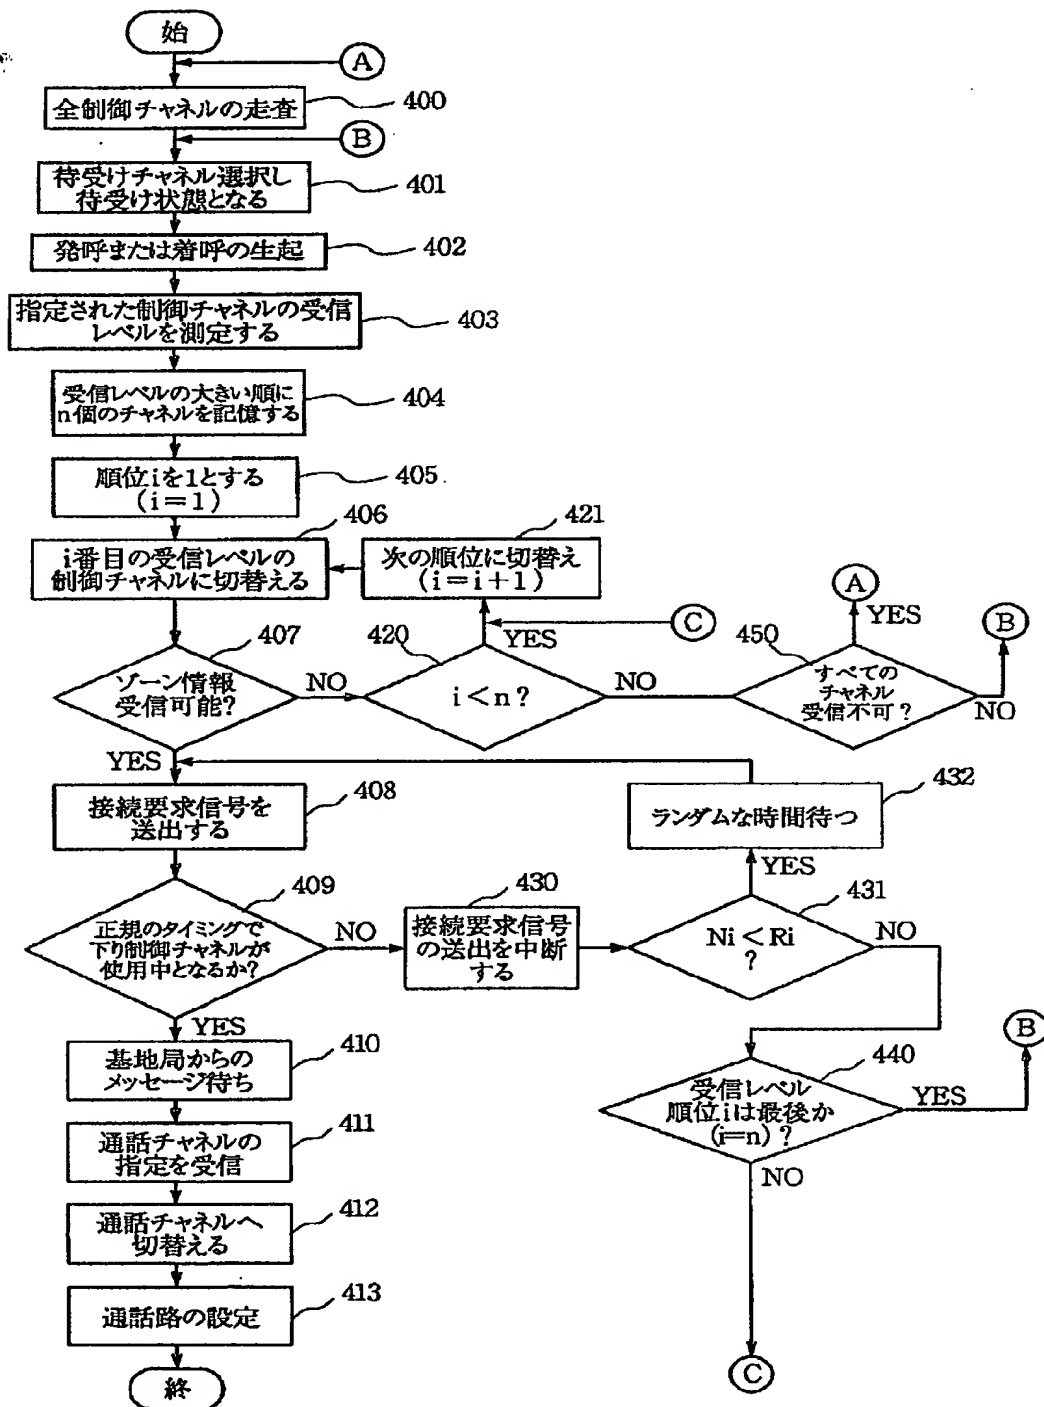 始
A
全制御チャネルの走査
400
B
待受けチャネル選択し
待受け状態となる
401
発呼または着呼の生起
402
指定された制御チャネルの受信
レベルを測定する
403
受信レベルの大きい順に
n個のチャネルを記憶する
404
順位iを1とする
(i=1)
405
406
i番目の受信レベルの
制御チャネルに切替える
421
次の順位に切替え
(i=i+1)
407
ゾーン情報
受信可能?
NO
YES
420
i<n?
YES
C
NO
450
すべての
チャネル
受信不可?
A
YES
B
NO
408
接続要求信号を
送出する
432
ランダムな時間待つ
YES
409
正規のタイミングで
下り制御チャネルが
使用中となるか?
NO
YES
430
接続要求信号
の送出を中断
する
431
Ni<Ri
?
NO
410
基地局からの
メッセージ待ち
440
受信レベル
順位iは最後か
(i=n)?
YES
B
NO
411
通話チャネルの
指定を受信
412
通話チャネルへ
切替える
413
通話路の設定
終
C